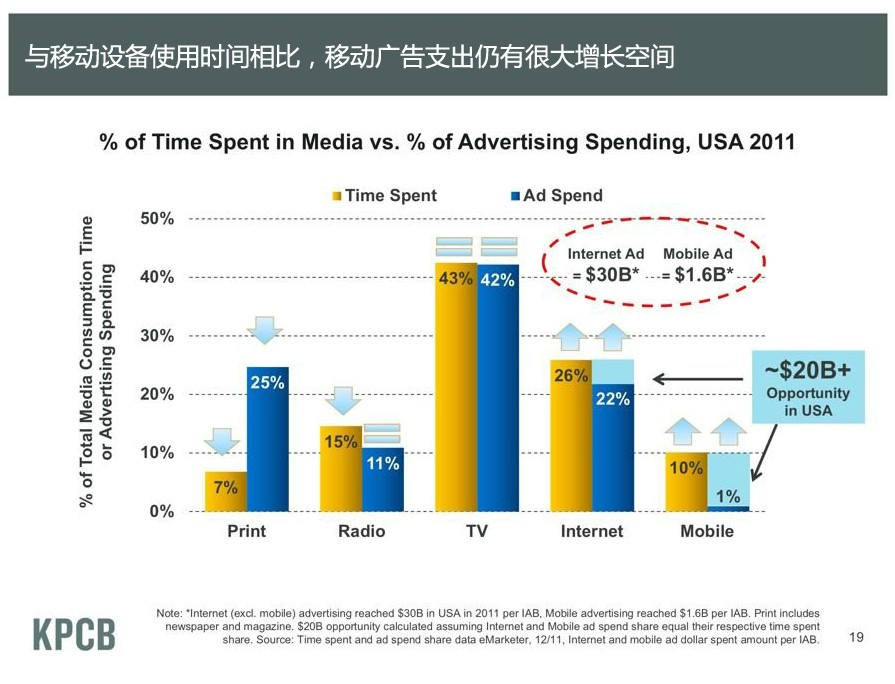 与移动设备使用时间相比，移动广告支出仍有很大增长空间
% of Time Spent in Media vs. % of Advertising Spending, USA 2011
Time Spent
Ad Spend
% of Total Media Consumption Time
or Advertising Spending
50%
40%
30%
20%
10%
0%
Internet Ad
= $30B*
Mobile Ad
= $1.6B*
~$20B+
Opportunity
in USA
7%
25%
15%
11%
43%
42%
26%
22%
10%
1%
Print
Radio
TV
Internet
Mobile
Note: *Internet (excl. mobile) advertising reached $30B in USA in 2011 per IAB, Mobile advertising reached $1.6B per IAB. Print includes
newspaper and magazine. $20B opportunity calculated assuming Internet and Mobile ad spend share equal their respective time spent
share. Source: Time spent and ad spend share data eMarketer, 12/11, Internet and mobile ad dollar spent amount per IAB.
KPCB
19